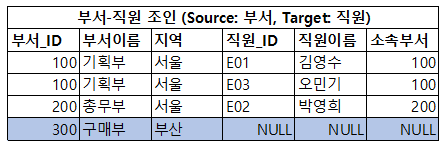 부서-직원 조인 (Source: 부서, Target: 직원)
부서_ID 부서이름 지역 직원_ID 직원이름 소속부서
100 기획부 서울 E01 김영수 100
100 기획부 서울 E03 오민기 100
200 총무부 서울 E02 박영희 200
300 구매부 부산 NULL NULL NULL